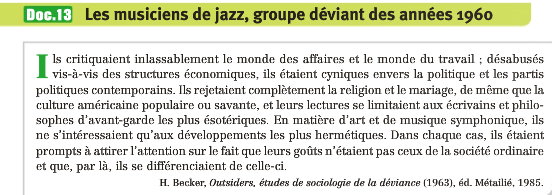 Doc.13 Les musiciens de jazz, groupe déviant des années 1960
Ils critiquaient inlassablement le monde des affaires et le monde du travail ; désabusés
vis-à-vis des structures économiques, ils étaient cyniques envers la politique et les partis
politiques contemporains. Ils rejetaient complètement la religion et le mariage, de même que la
culture américaine populaire ou savante, et leurs lectures se limitaient aux écrivains et philo-
sophes d'avant-garde les plus ésotériques. En matière d'art et de musique symphonique, ils
ne s'intéressaient qu'aux développements les plus hermétiques. Dans chaque cas, ils étaient
prompts à attirer l'attention sur le fait que leurs goûts n'étaient pas ceux de la société ordinaire
et que, par là, ils se différenciaient de celle-ci.
H. Becker, Outsiders, études de sociologie de la déviance (1963), éd. Métailié, 1985.